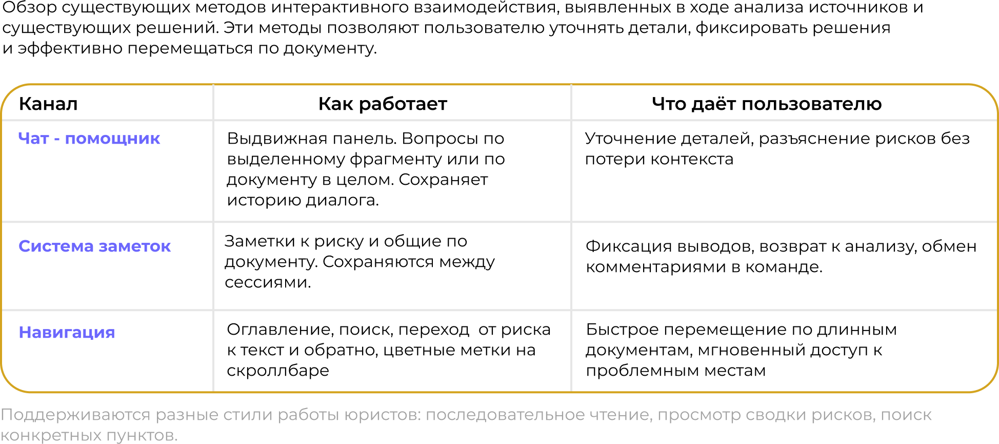 Обзор существующих методов интерактивного взаимодействия, выявленных в ходе анализа источников и
существующих решений. Эти методы позволяют пользователю уточнять детали, фиксировать решения
и эффективно перемещаться по документу.
Канал
Как работает
Что даёт пользователю
Чат - помощник
Выдвижная панель. Вопросы по
выделенному фрагменту или по
документу в целом. Сохраняет
историю диалога.
Уточнение деталей, разъяснение рисков без
потери контекста
Система заметок
Заметки к риску и общие по
документу. Сохраняются между
сессиями.
Фиксация выводов, возврат к анализу, обмен
комментариями в команде.
Навигация
Оглавление, поиск, переход  от риска
к текст и обратно, цветные метки на
скроллбаре
Быстрое перемещение по длинным
документам, мгновенный доступ к
проблемным местам
Поддерживаются разные стили работы юристов: последовательное чтение, просмотр сводки рисков, поиск
конкретных пунктов.